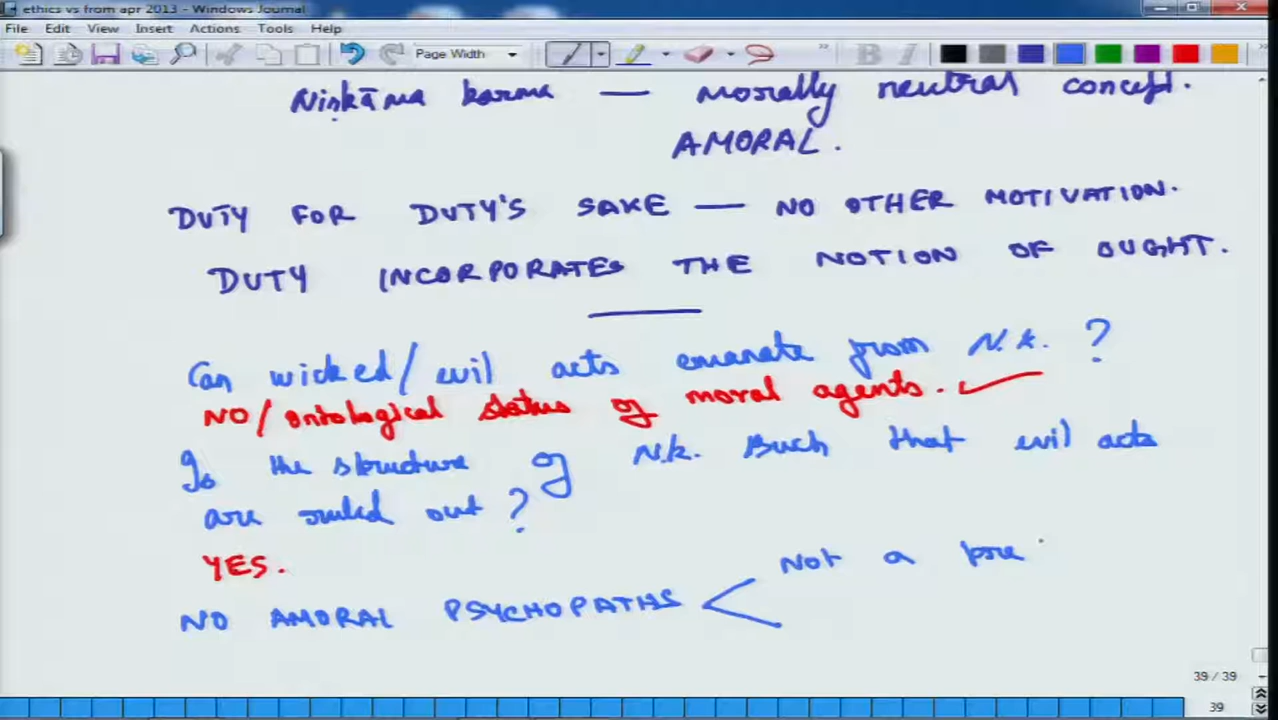 ethics vs from apr 2013 - Windows Journal
File Edit View Insert Actions Tools Help
Page Width
Niṣkāma karma — morally neutral concept.
AMORAL.
DUTY FOR DUTY'S SAKE — NO OTHER MOTIVATION.
DUTY INCORPORATES THE NOTION OF OUGHT.
Can wicked/evil acts emanate from N.k. ?
NO/ontological status of moral agents.
Is the structure of N.k. Such that evil acts
are ruled out ?
YES.
Not a pre
NO AMORAL PSYCHOPATHS
39 / 39
39